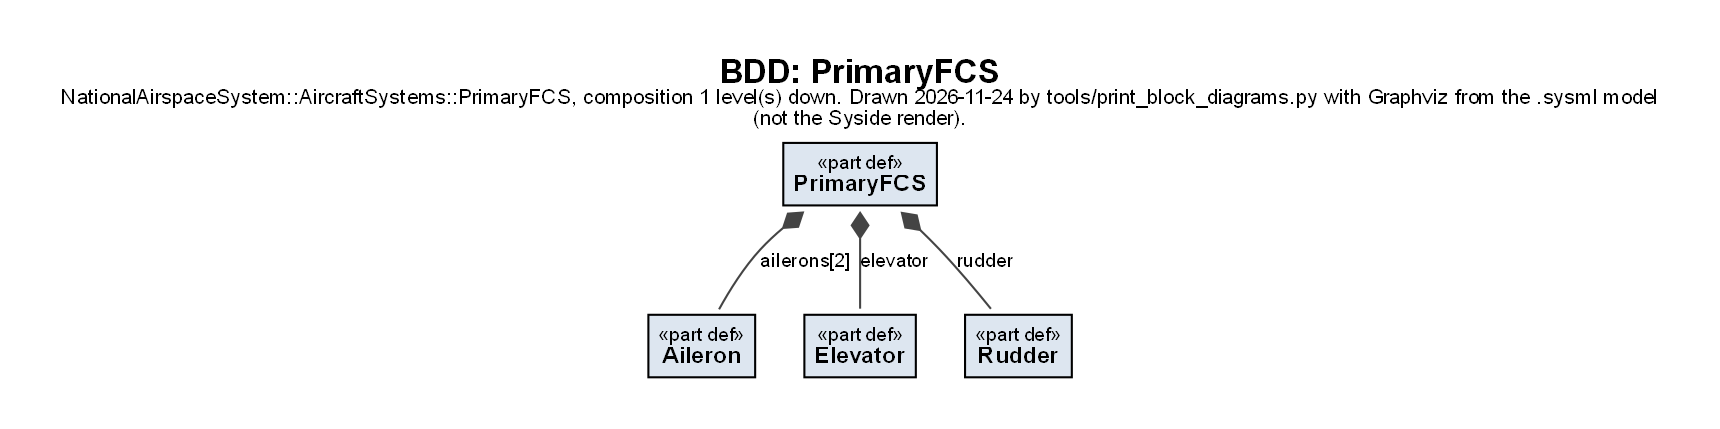 BDD: PrimaryFCS
NationalAirspaceSystem::AircraftSystems::PrimaryFCS, composition 1 level(s) down. Drawn 2026-11-24 by tools/print_block_diagrams.py with Graphviz from the .sysml model
(not the Syside render).
«part def»
PrimaryFCS
ailerons[2]
elevator
rudder
«part def»
Aileron
«part def»
Elevator
«part def»
Rudder